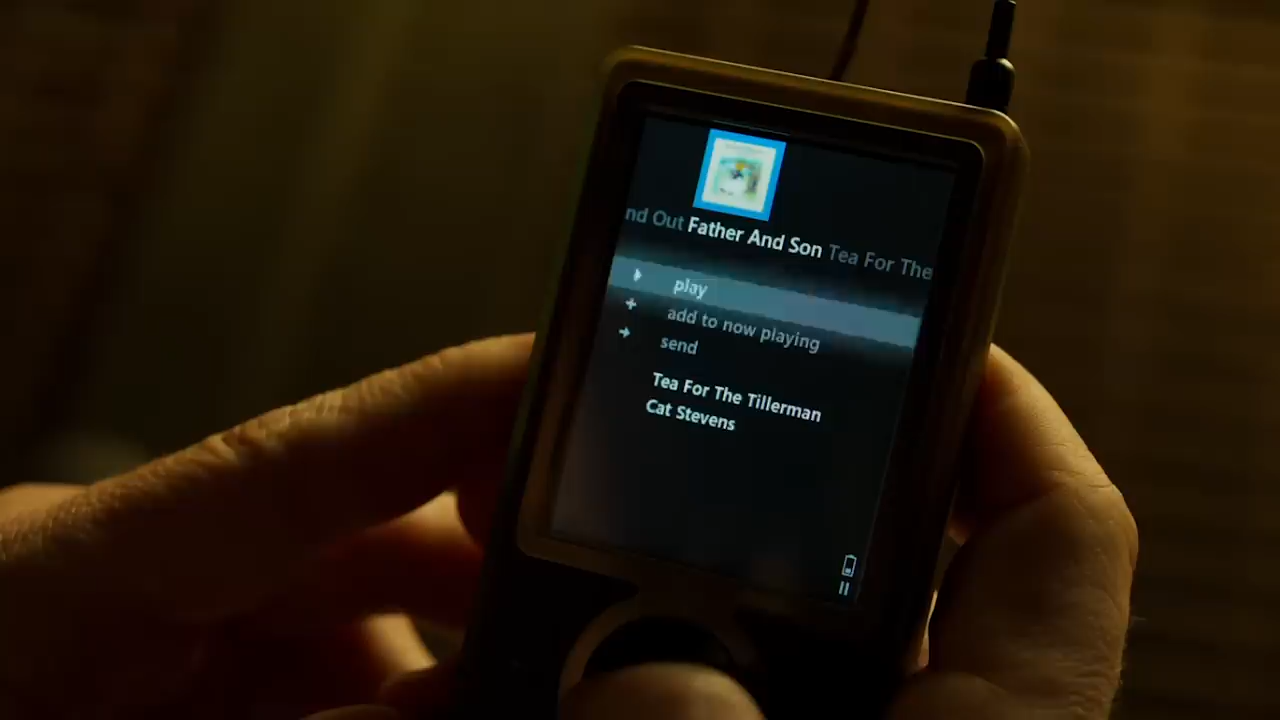 nd Out Father And Son Tea For The
play
add to now playing
send
Tea For The Tillerman
Cat Stevens